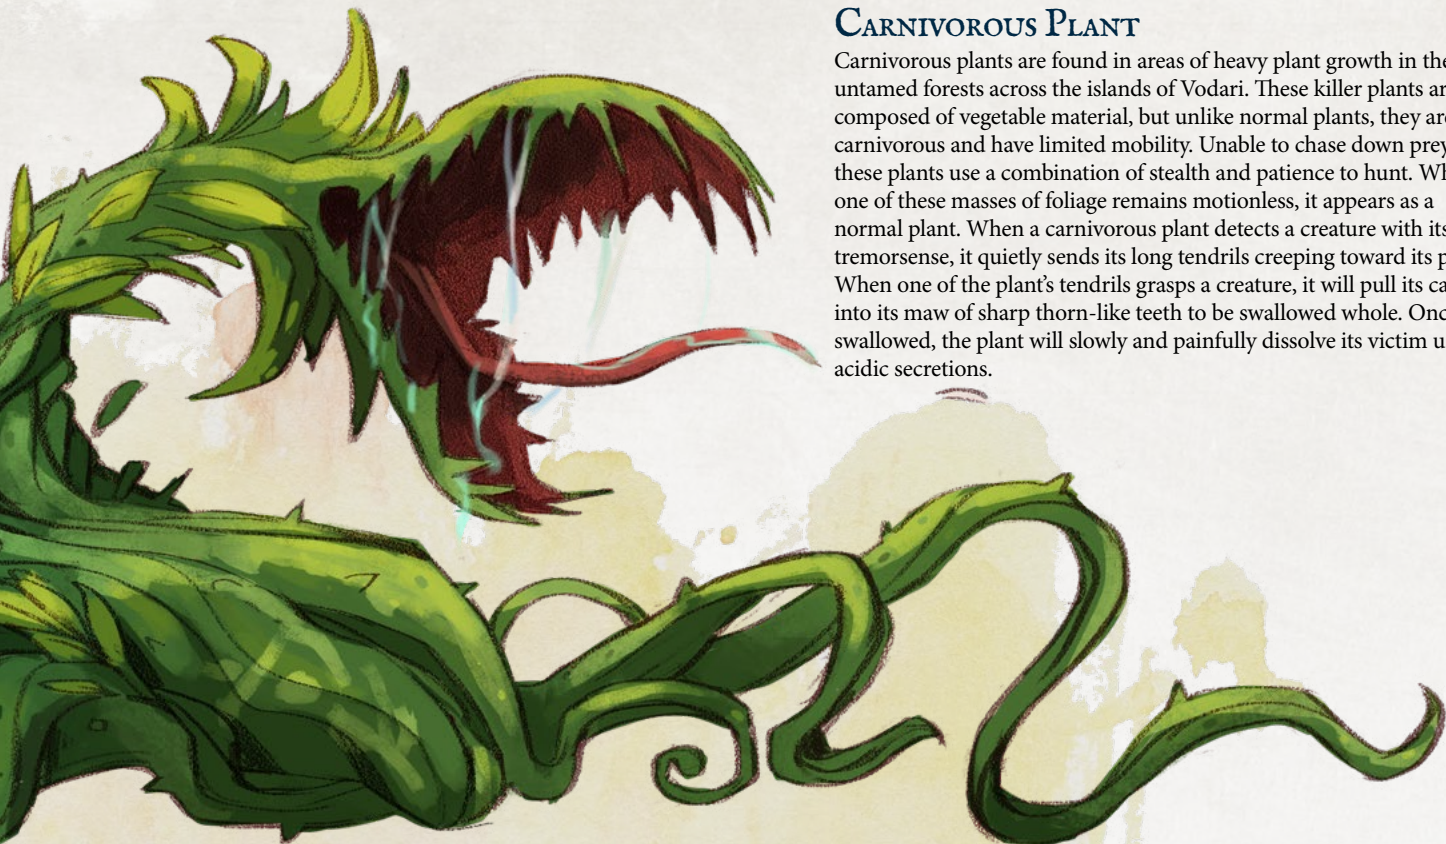 Carnivorous Plant
Carnivorous plants are found in areas of heavy plant growth in the
untamed forests across the islands of Vodari. These killer plants ar
composed of vegetable material, but unlike normal plants, they are
carnivorous and have limited mobility. Unable to chase down prey
these plants use a combination of stealth and patience to hunt. Wh
one of these masses of foliage remains motionless, it appears as a
normal plant. When a carnivorous plant detects a creature with its
tremorsense, it quietly sends its long tendrils creeping toward its p
When one of the plant’s tendrils grasps a creature, it will pull its ca
into its maw of sharp thorn-like teeth to be swallowed whole. Onc
swallowed, the plant will slowly and painfully dissolve its victim u
acidic secretions.